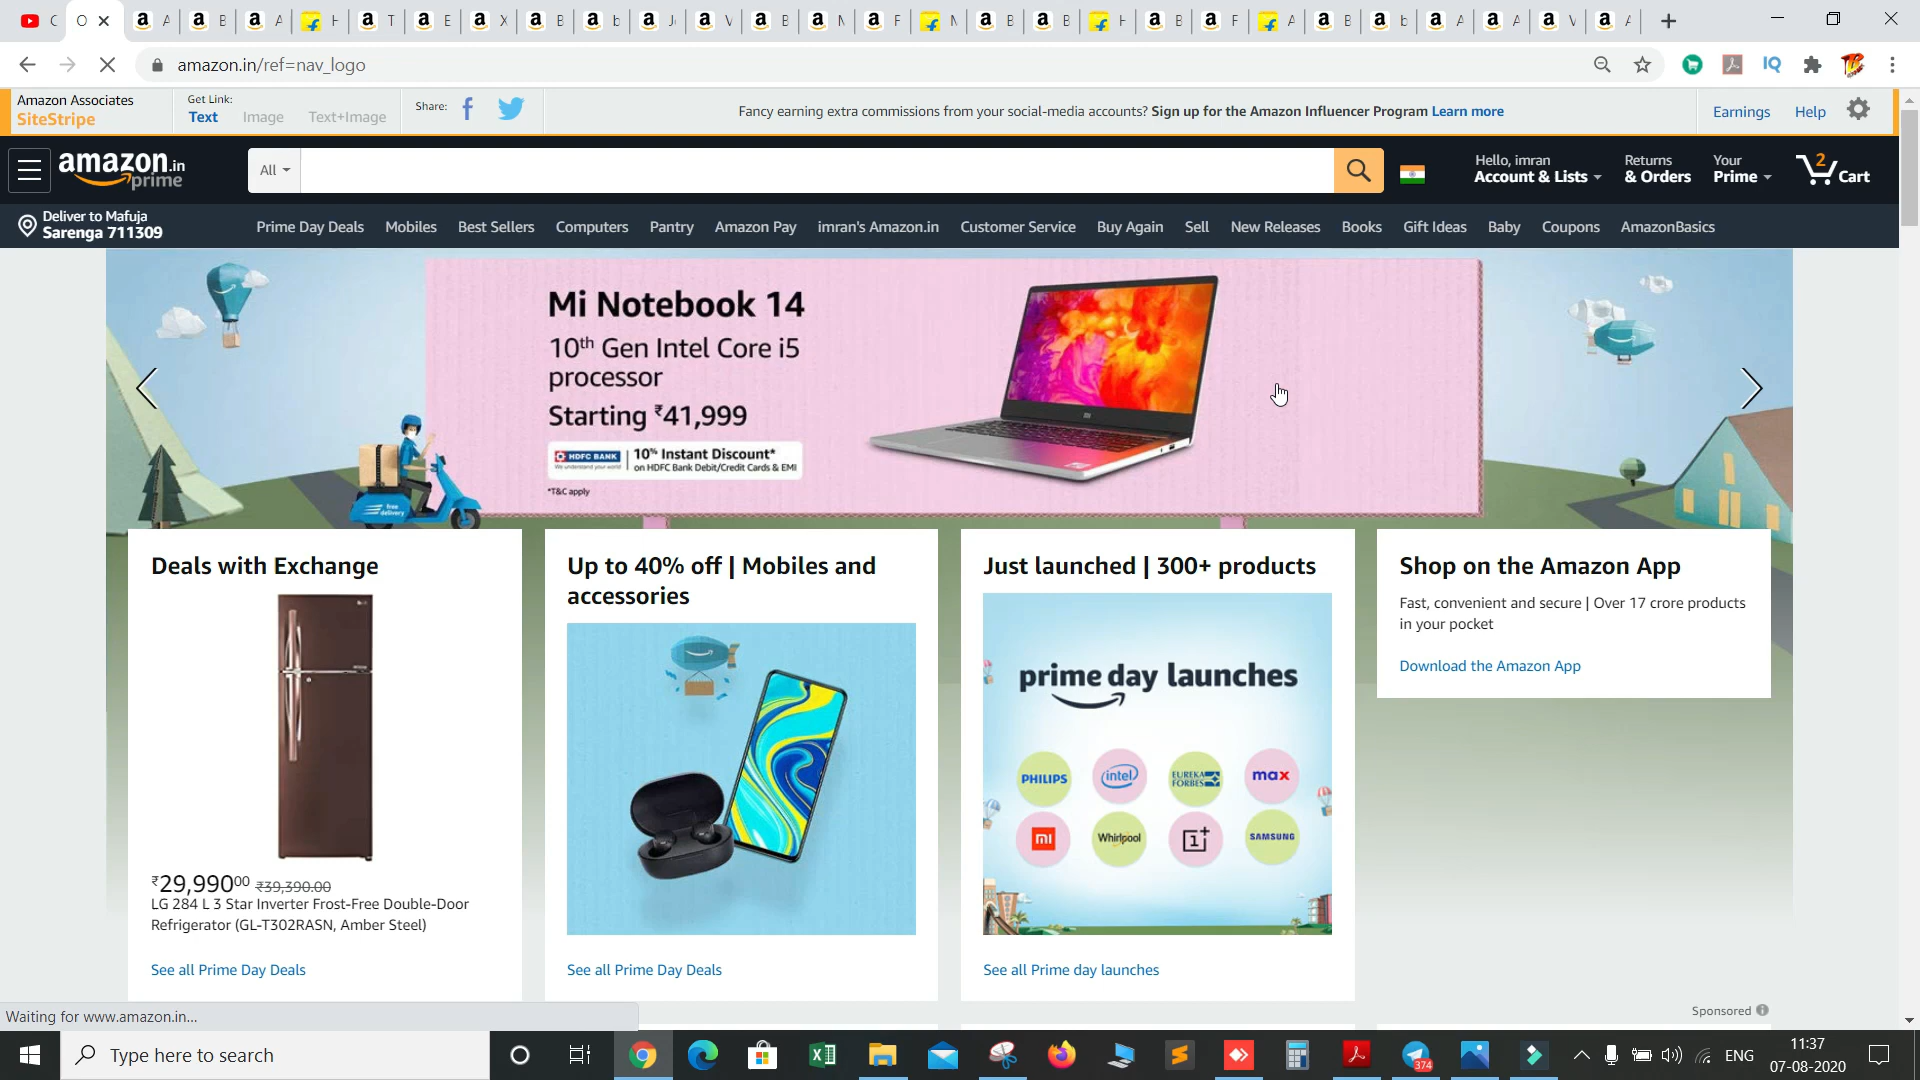 amazon.in/ref=nav_logo
Amazon Associates
SiteStripe
Get Link:
Text Image Text+Image
Share:
Fancy earning extra commissions from your social-media accounts? Sign up for the Amazon Influencer Program Learn more
Earnings Help
amazon.in
prime
All
Hello, imran
Account & Lists
Returns
& Orders
Your
Prime
2
Cart
Deliver to Mafuja
Sarenga 711309
Prime Day Deals Mobiles Best Sellers Computers Pantry Amazon Pay imran's Amazon.in Customer Service Buy Again Sell New Releases Books Gift Ideas Baby Coupons AmazonBasics
Mi Notebook 14
10th Gen Intel Core i5
processor
Starting ₹41,999
HDFC BANK
We understand your world
10% Instant Discount*
on HDFC Bank Debit/Credit Cards & EMI
*T&C apply
free
delivery
Deals with Exchange
₹29,99000 ₹39,390.00
LG 284 L 3 Star Inverter Frost-Free Double-Door
Refrigerator (GL-T302RASN, Amber Steel)
See all Prime Day Deals
Up to 40% off | Mobiles and
accessories
See all Prime Day Deals
Just launched | 300+ products
prime day launches
PHILIPS intel EUREKA FORBES max
mi Whirlpool 1+ SAMSUNG
See all Prime day launches
Shop on the Amazon App
Fast, convenient and secure | Over 17 crore products
in your pocket
Download the Amazon App
Sponsored
Waiting for www.amazon.in...
Type here to search
374
ENG
11:37
07-08-2020